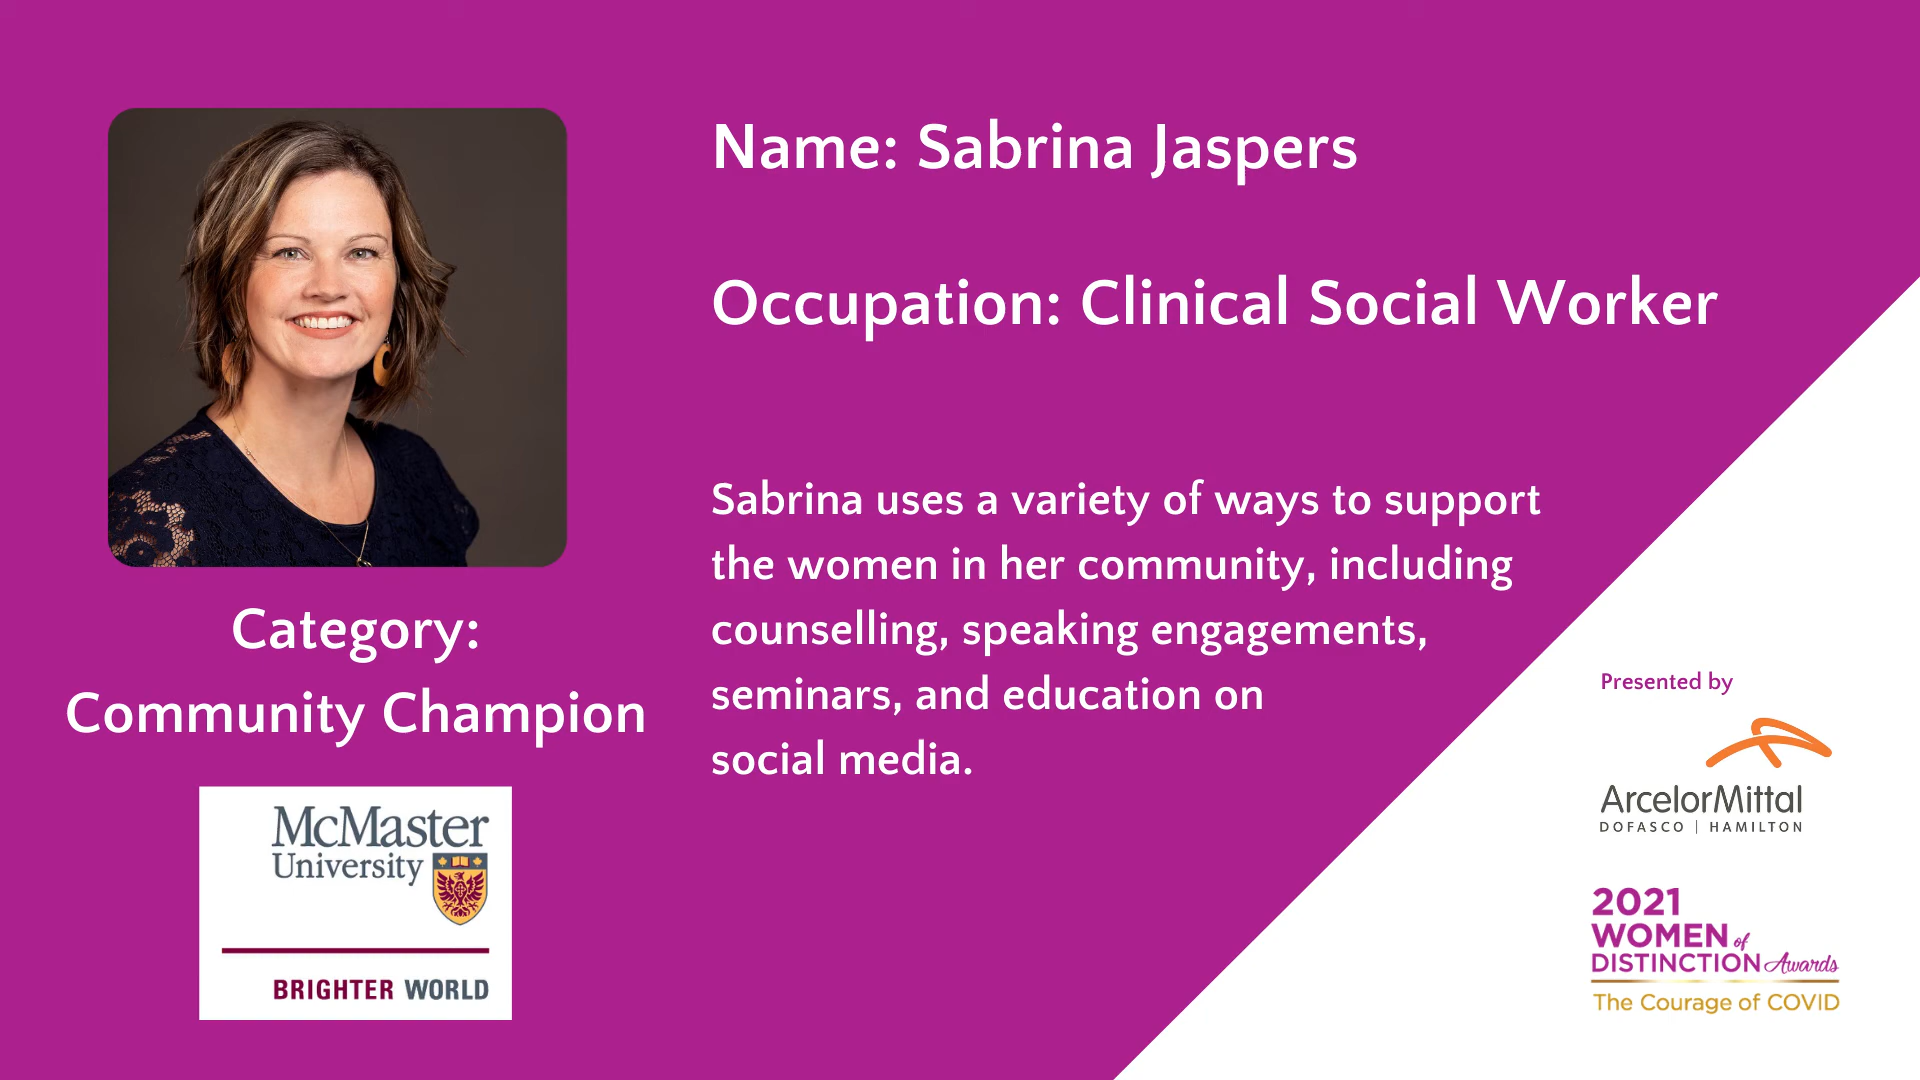 Name: Sabrina Jaspers
Occupation: Clinical Social Worker
Sabrina uses a variety of ways to support
the women in her community, including
counselling, speaking engagements,
seminars, and education on
social media.
Category:
Community Champion
McMaster
University
BRIGHTER WORLD
Presented by
ArcelorMittal
DOFASCO | HAMILTON
2021
WOMEN of
DISTINCTION Awards
The Courage of COVID